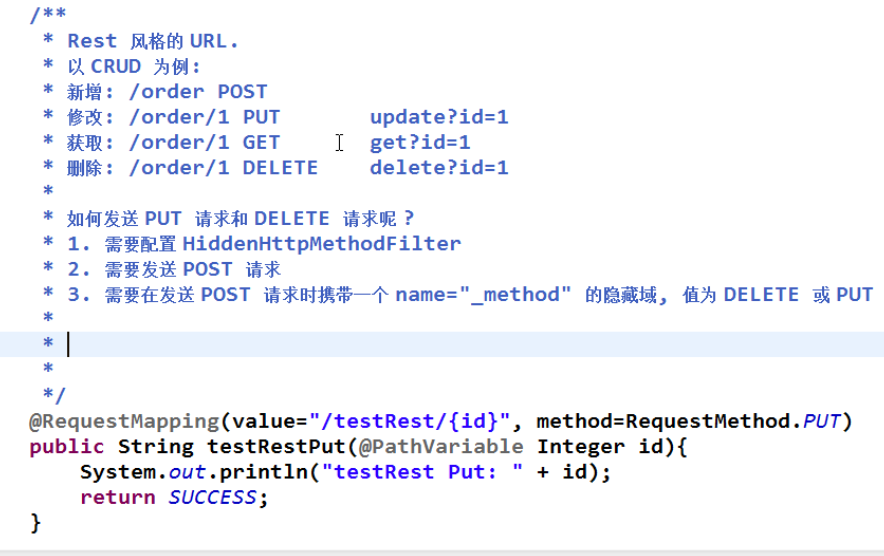 /**
 * Rest 风格的 URL.
 * 以 CRUD 为例:
 * 新增: /order POST
 * 修改: /order/1 PUT update?id=1
 * 获取: /order/1 GET get?id=1
 * 删除: /order/1 DELETE delete?id=1
 *
 * 如何发送 PUT 请求和 DELETE 请求呢 ?
 * 1. 需要配置 HiddenHttpMethodFilter
 * 2. 需要发送 POST 请求
 * 3. 需要在发送 POST 请求时携带一个 name="_method" 的隐藏域, 值为 DELETE 或 PUT
 *
 *
 *
 */
@RequestMapping(value="/testRest/{id}", method=RequestMethod.PUT)
public String testRestPut(@PathVariable Integer id){
    System.out.println("testRest Put: " + id);
    return SUCCESS;
}